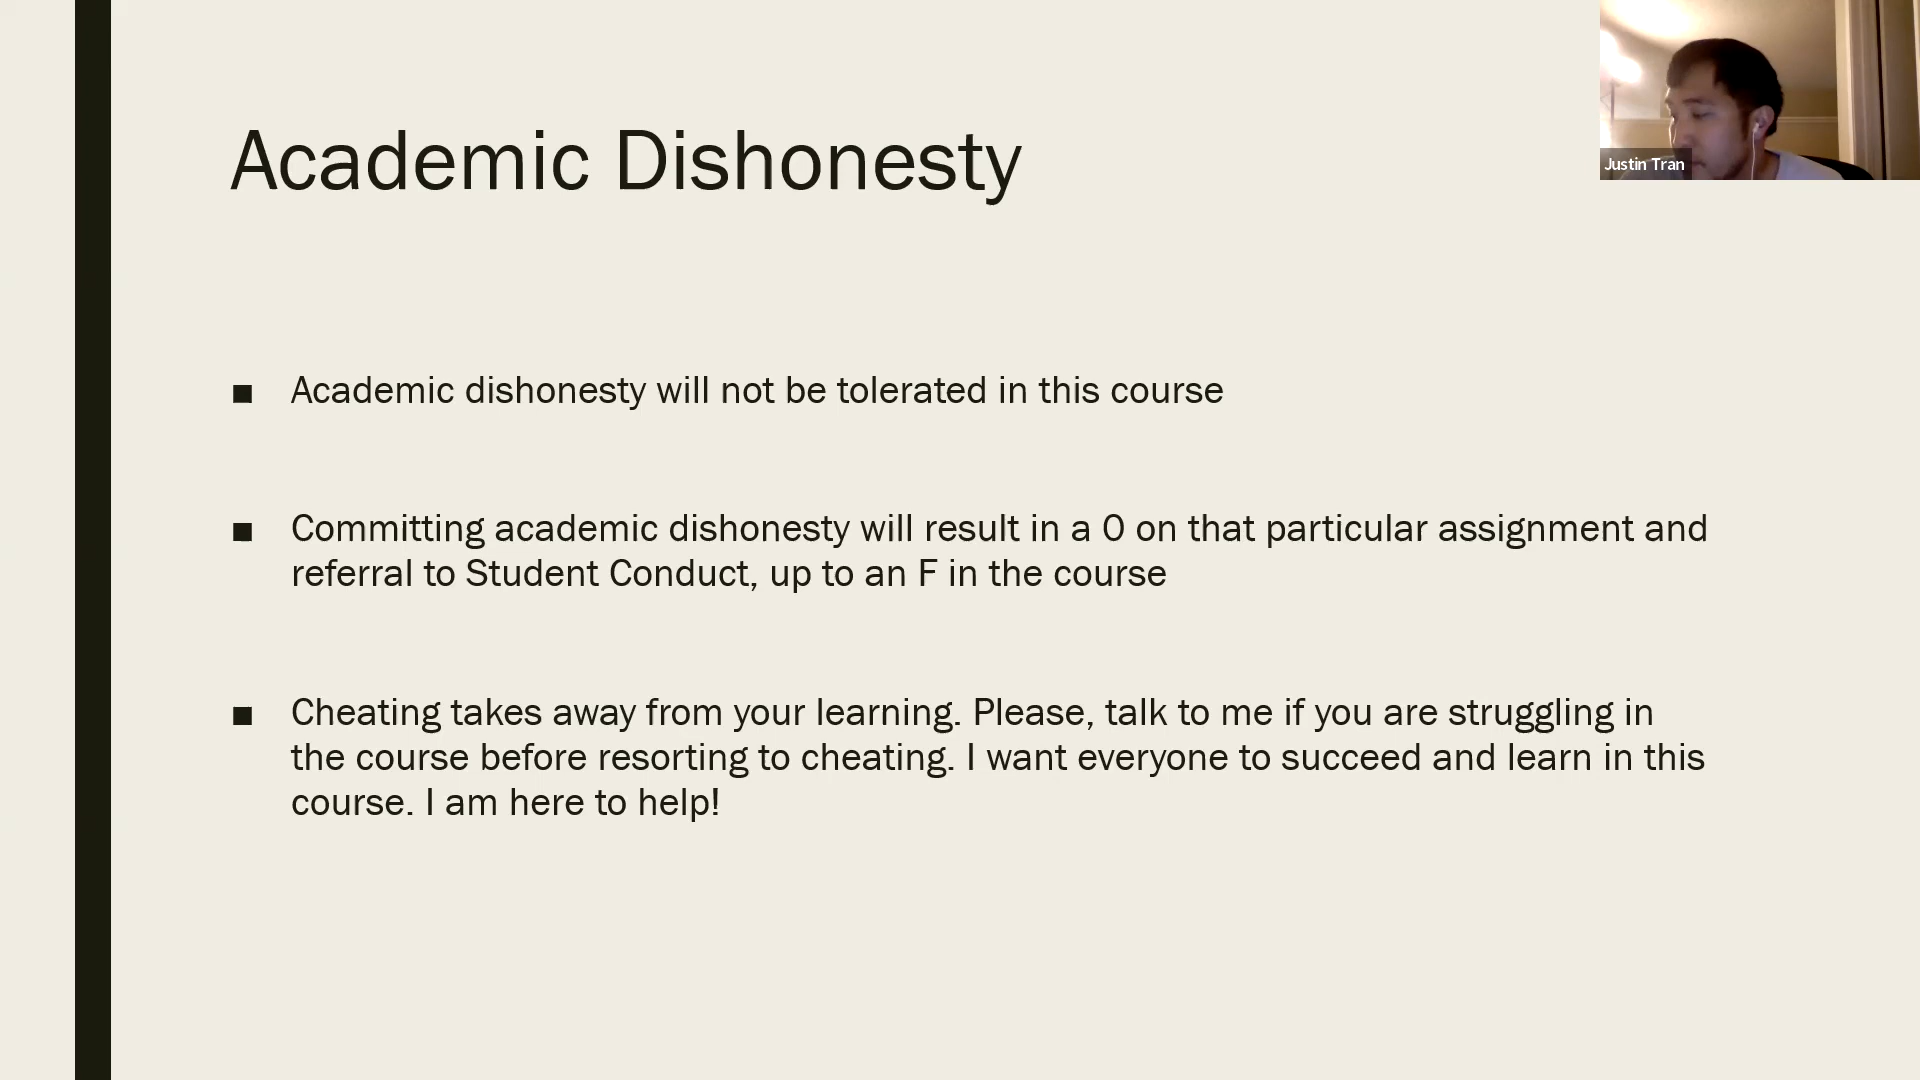 Academic Dishonesty
Justin Tran
■ Academic dishonesty will not be tolerated in this course
■ Committing academic dishonesty will result in a 0 on that particular assignment and
referral to Student Conduct, up to an F in the course
■ Cheating takes away from your learning. Please, talk to me if you are struggling in
the course before resorting to cheating. I want everyone to succeed and learn in this
course. I am here to help!